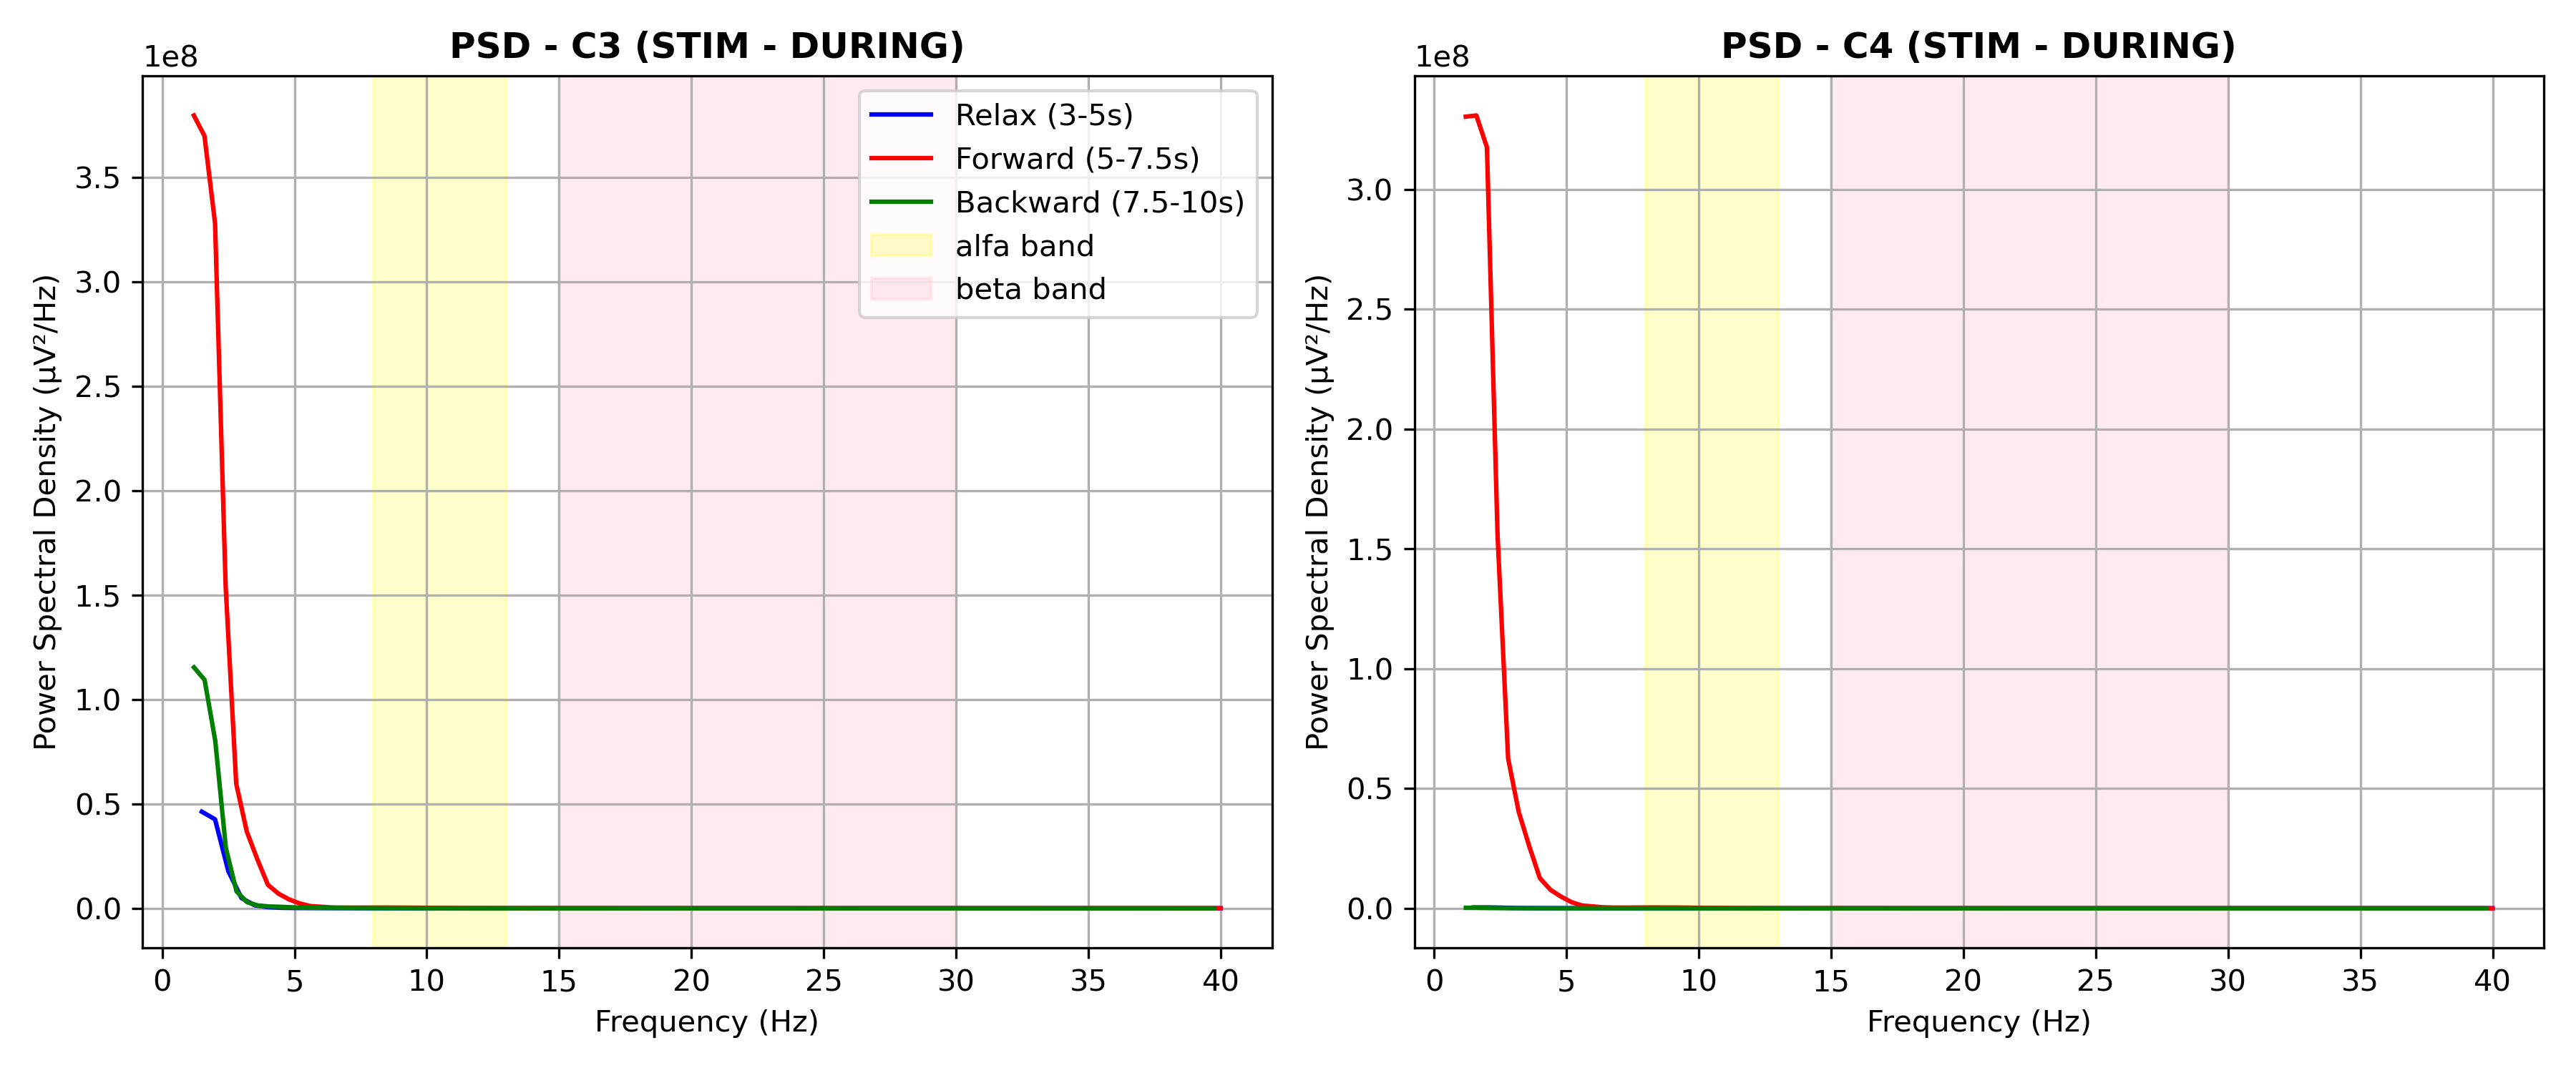 PSD - C3 (STIM - DURING)
1e8
Power Spectral Density (µV²/Hz)
3.5
3.0
2.5
2.0
1.5
1.0
0.5
0.0
Relax (3-5s)
Forward (5-7.5s)
Backward (7.5-10s)
alfa band
beta band
0 5 10 15 20 25 30 35 40
Frequency (Hz)
PSD - C4 (STIM - DURING)
1e8
Power Spectral Density (µV²/Hz)
3.0
2.5
2.0
1.5
1.0
0.5
0.0
0 5 10 15 20 25 30 35 40
Frequency (Hz)